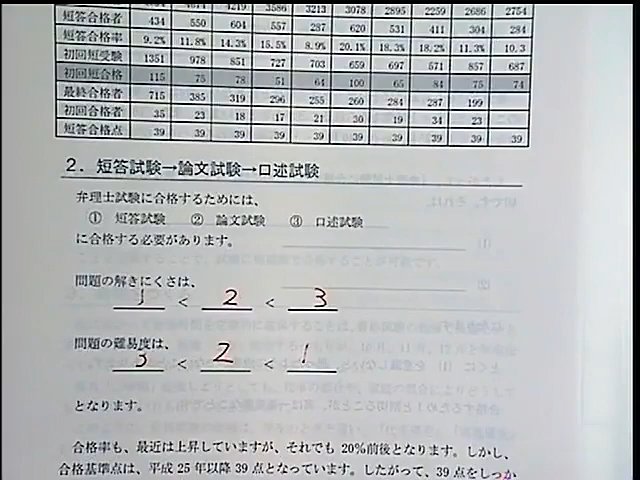 4219 3586 3213 3078 2895 2259 2686 2754
短答合格者 434 550 604 557 287 620 531 411 304 284
短答合格率 9.2% 11.8% 14.3% 15.5% 8.9% 20.1% 18.3% 18.2% 11.3% 10.3
初回短受験 1351 978 851 727 703 659 697 571 857 687
初回短合格 115 75 78 51 64 100 65 84 75 74
最終合格者 715 385 319 296 255 260 284 287 199
初回合格者 35 23 18 17 21 30 19 34 23
短答合格点 39 39 39 39 39 39 39 39 39 39
2．短答試験→論文試験→口述試験
弁理士試験に合格するためには、
① 短答試験 ② 論文試験 ③ 口述試験
に合格する必要があります。
問題の解きにくさは、
1 < 2 < 3
問題の難易度は、
3 < 2 < 1
となります。
合格率も、最近は上昇していますが、それでも 20%前後となります。しかし、
合格基準点は、平成 25 年以降 39 点となっています。したがって、39 点をしっか